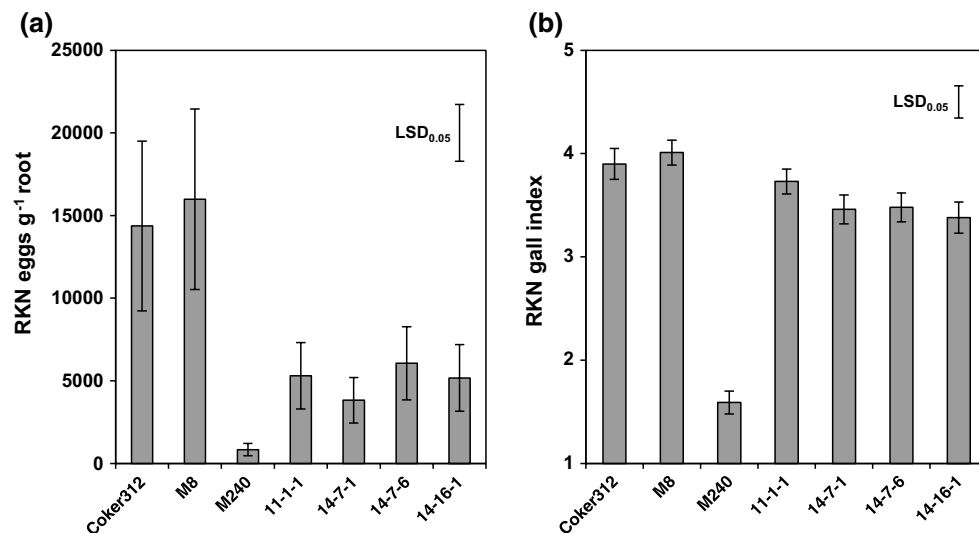 (a)
RKN eggs g⁻¹ root
25000
20000
15000
10000
5000
0
LSD0.05
Coker312
M8
M240
11-1-1
14-7-1
14-7-6
14-16-1
(b)
RKN gall index
5
4
3
2
1
LSD0.05
Coker312
M8
M240
11-1-1
14-7-1
14-7-6
14-16-1